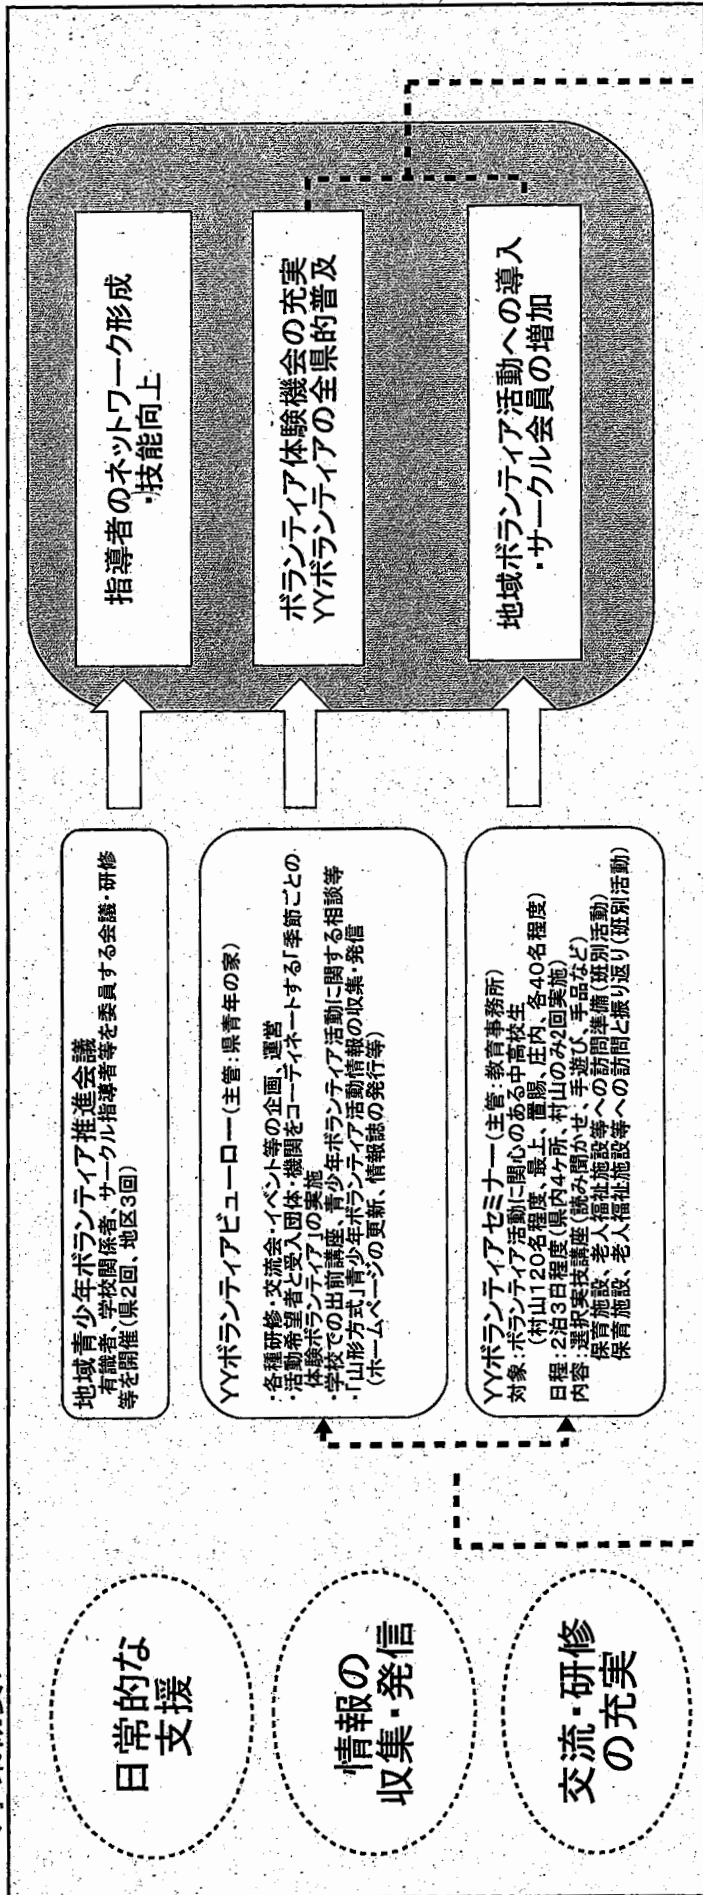 日常的な
支援
情報の
収集・発信
交流・研修
の充実
地域青少年ボランティア推進会議
有識者、学校関係者、サークル指導者等を委員する会議・研修
等を開催(県2回、地区3回)
YYボランティアビューロー(主管:県青年の家)
・各種研修・交流会・イベント等の企画、運営
・活動希望者と受入団体・機関をコーディネートする「季節ごとの
体験ボランティア」の実施
・学校での出前講座、青少年ボランティア活動に関する相談等
・「山形方式」青少年ボランティア活動情報の収集・発信
(ホームページの更新、情報誌の発行等)
YYボランティアセミナー(主管:教育事務所)
対象:ボランティア活動に関心のある中高校生
(村山120名程度、最上、置賜、庄内、各40名程度)
日程:2泊3日程度(県内4ヶ所、村山のみ2回実施)
内容:選択実技講座(読み聞かせ、手遊び、手品など)
保育施設、老人福祉施設等への訪問準備(班別活動)
保育施設、老人福祉施設等への訪問と振り返り(班別活動)
指導者のネットワーク形成
・技能向上
ボランティア体験機会の充実
YYボランティアの全県的普及
地域ボランティア活動への導入
・サークル会員の増加